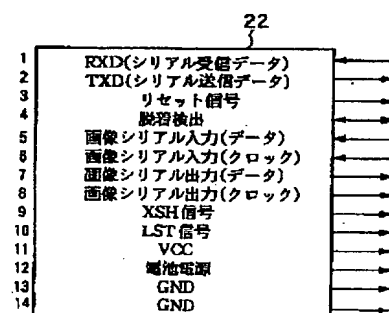 22
1 RXD(シリアル受信データ)
2 TXD(シリアル送信データ)
3 リセット信号
4 脱着検出
5 画像シリアル入力(データ)
6 画像シリアル入力(クロック)
7 画像シリアル出力(データ)
8 画像シリアル出力(クロック)
9 XSH信号
10 LST信号
11 VCC
12 電池電源
13 GND
14 GND